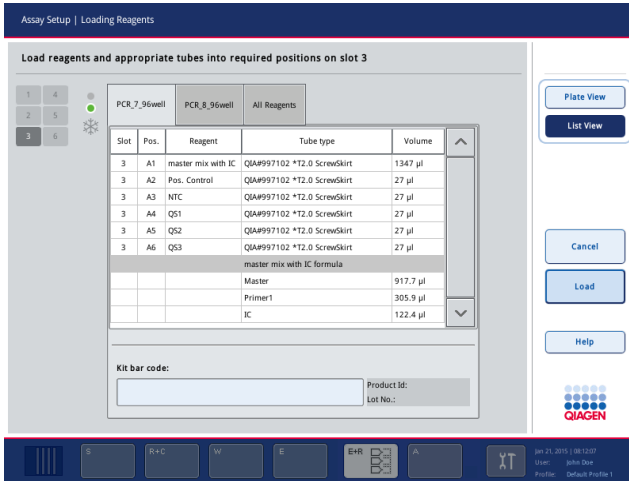 Assay Setup | Loading Reagents
Load reagents and appropriate tubes into required positions on slot 3
1 4
2 5
3 6
PCR_7_96well PCR_8_96well All Reagents
Slot Pos. Reagent Tube type Volume
3 A1 master mix with IC QIA#997102 *T2.0 ScrewSkirt 1347 µl
3 A2 Pos. Control QIA#997102 *T2.0 ScrewSkirt 27 µl
3 A3 NTC QIA#997102 *T2.0 ScrewSkirt 27 µl
3 A4 QS1 QIA#997102 *T2.0 ScrewSkirt 27 µl
3 A5 QS2 QIA#997102 *T2.0 ScrewSkirt 27 µl
3 A6 QS3 QIA#997102 *T2.0 ScrewSkirt 27 µl
master mix with IC formula
Master 917.7 µl
Primer1 305.9 µl
IC 122.4 µl
Kit bar code:
Product Id:
Lot No.:
Plate View
List View
Cancel
Load
Help
QIAGEN
S R+C W E E+R A
Jan 21, 2015 | 08:12:07
User: John Doe
Profile: Default Profile 1